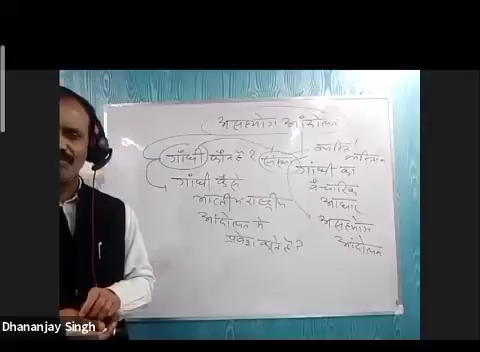 असहयोग आंदोलन
गांधी कौन है?
गांधी कैसे
भारतीय राष्ट्रीय
आंदोलन में
प्रवेश करते है?
गांधी का
वैचारिक
आधार
असहयोग
आंदोलन
Dhananjay Singh